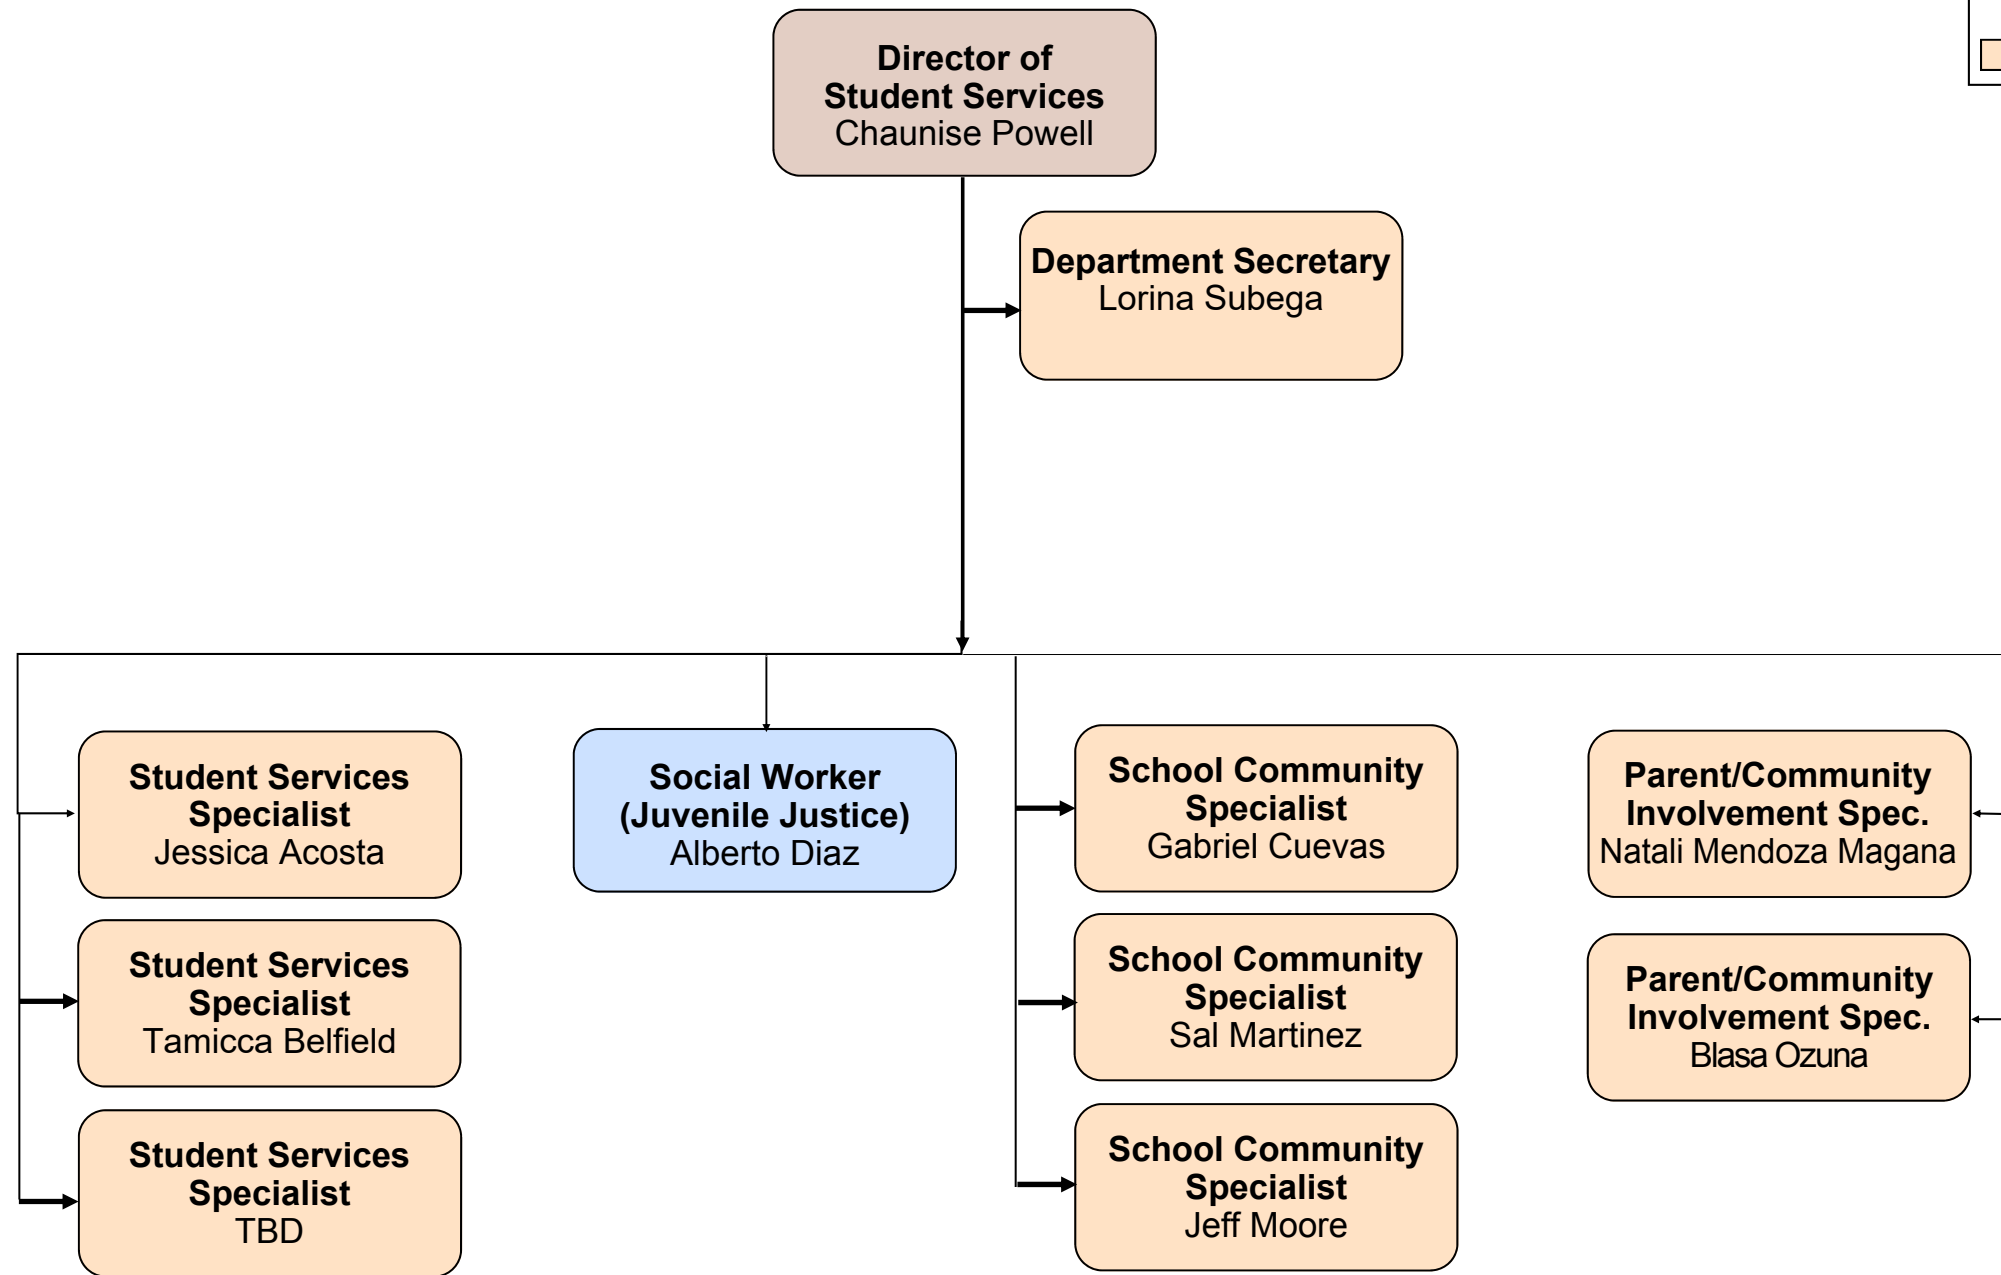 Director of
Student Services
Chaunise Powell
Department Secretary
Lorina Subega
Student Services
Specialist
Jessica Acosta
Social Worker
(Juvenile Justice)
Alberto Diaz
School Community
Specialist
Gabriel Cuevas
Parent/Community
Involvement Spec.
Natali Mendoza Magana
Student Services
Specialist
Tamicca Belfield
School Community
Specialist
Sal Martinez
Parent/Community
Involvement Spec.
Blasa Ozuna
Student Services
Specialist
TBD
School Community
Specialist
Jeff Moore